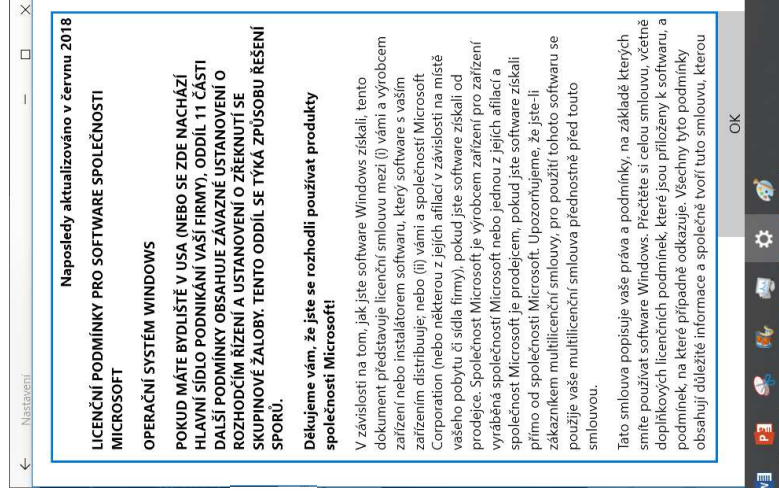 Nastavení
Naposledy aktualizováno v červnu 2018
LICENČNÍ PODMÍNKY PRO SOFTWARE SPOLEČNOSTI
MICROSOFT
OPERAČNÍ SYSTÉM WINDOWS
POKUD MÁTE BYDLIŠTĚ V USA (NEBO SE ZDE NACHÁZÍ
HLAVNÍ SÍDLO PODNIKÁNÍ VAŠÍ FIRMY), ODDÍL 11 ČÁSTI
DALŠÍ PODMÍNKY OBSAHUJE ZÁVAZNÉ USTANOVENÍ O
ROZHODČÍM ŘÍZENÍ A USTANOVENÍ O ZŘEKNUTÍ SE
SKUPINOVÉ ŽALOBY. TENTO ODDÍL SE TÝKÁ ZPŮSOBU ŘEŠENÍ
SPORŮ.
Děkujeme vám, že jste se rozhodli používat produkty
společnosti Microsoft!
V závislosti na tom, jak jste software Windows získali, tento
dokument představuje licenční smlouvu mezi (i) vámi a výrobcem
zařízení nebo instalátorem softwaru, který software s vaším
zařízením distribuuje; nebo (ii) vámi a společností Microsoft
Corporation (nebo některou z jejích afilací v závislosti na místě
vašeho pobytu či sídla firmy), pokud jste software získali od
prodejce. Společnost Microsoft je výrobcem zařízení pro zařízení
vyráběná společností Microsoft nebo jednou z jejích afilací a
společnost Microsoft je prodejcem, pokud jste software získali
přímo od společnosti Microsoft. Upozorňujeme, že jste-li
zákazníkem multilicenční smlouvy, pro použití tohoto softwaru se
použije vaše multilicenční smlouva přednostně před touto
smlouvou.
Tato smlouva popisuje vaše práva a podmínky, na základě kterých
smíte používat software Windows. Přečtěte si celou smlouvu, včetně
doplňkových licenčních podmínek, které jsou přiloženy k softwaru, a
podmínek, na které případně odkazuje. Všechny tyto podmínky
obsahují důležité informace a společně tvoří tuto smlouvu, kterou
OK